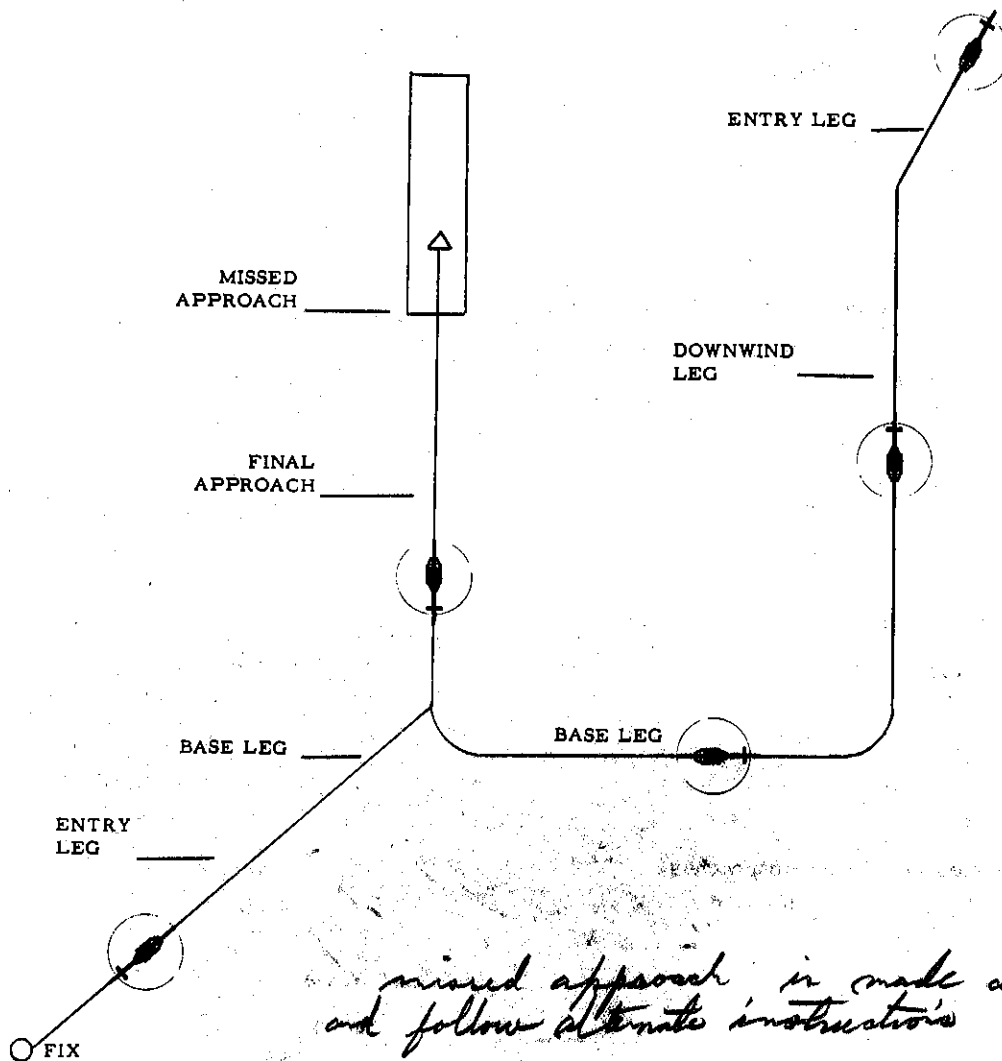 ENTRY LEG
MISSED
APPROACH
DOWNWIND
LEG
FINAL
APPROACH
BASE LEG
BASE LEG
ENTRY
LEG
missed approach is made a
and follow alternate instructions
FIX